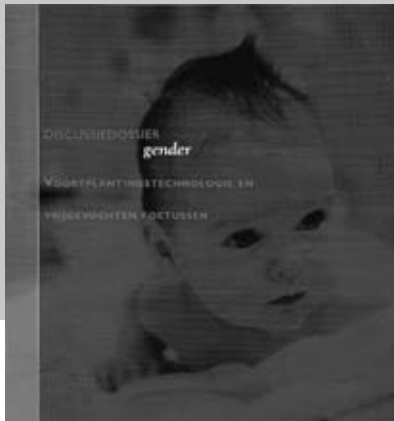 DISCUSSIEDOSSIER
gender
VOORTPLANTINGSTECHNOLOGIE EN
VRIJGEVOCHTEN FOETUSSEN